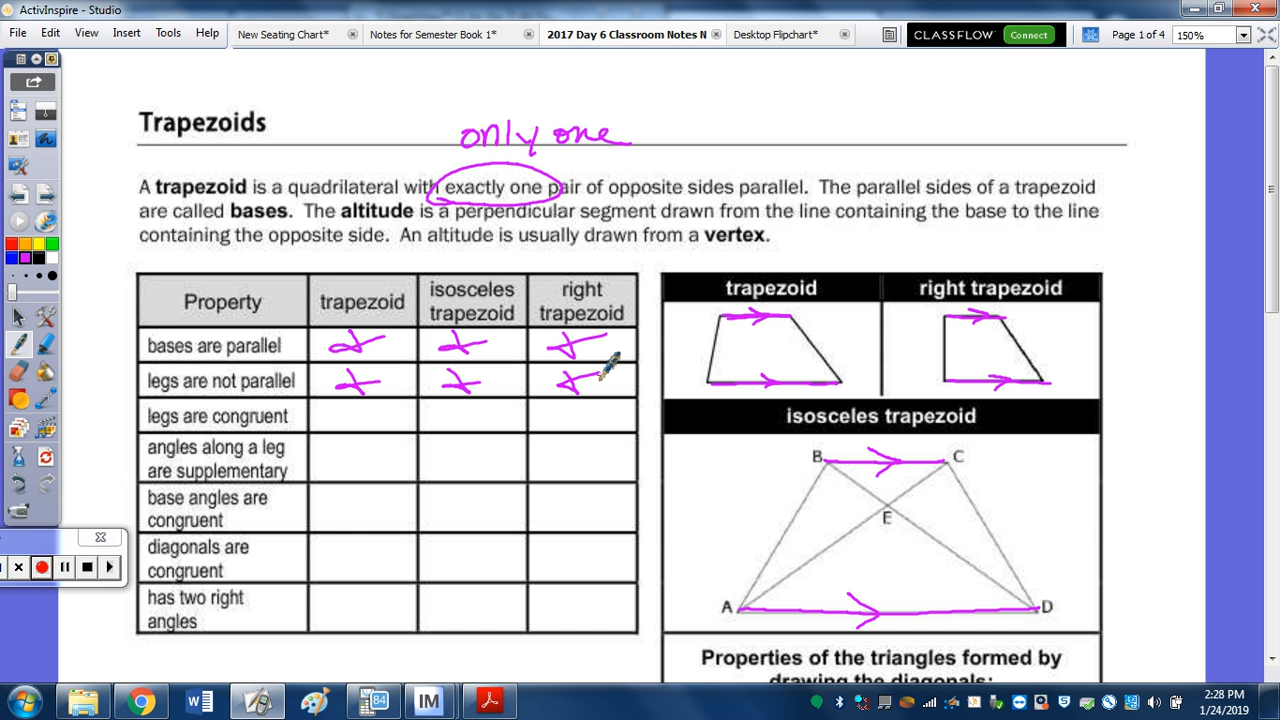 ActivInspire - Studio
File Edit View Insert Tools Help
New Seating Chart* Notes for Semester Book 1* 2017 Day 6 Classroom Notes N Desktop Flipchart*
CLASSFLOW Connect Page 1 of 4 150%
Trapezoids
only one
A trapezoid is a quadrilateral with exactly one pair of opposite sides parallel. The parallel sides of a trapezoid
are called bases. The altitude is a perpendicular segment drawn from the line containing the base to the line
containing the opposite side. An altitude is usually drawn from a vertex.
Property trapezoid isosceles trapezoid right trapezoid
bases are parallel
legs are not parallel
legs are congruent
angles along a leg
are supplementary
base angles are
congruent
diagonals are
congruent
has two right
angles
trapezoid right trapezoid
isosceles trapezoid
B C
E
A D
Properties of the triangles formed by
drawing the diagonals:
84 IM
2:28 PM
1/24/2019